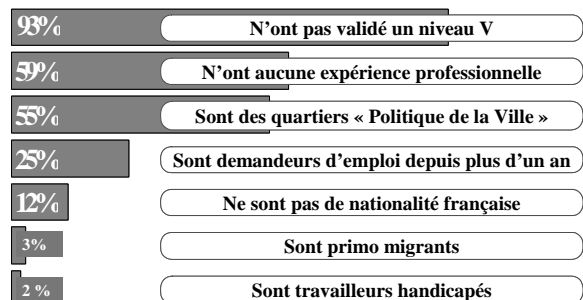 93% N’ont pas validé un niveau V
59% N’ont aucune expérience professionnelle
55% Sont des quartiers « Politique de la Ville »
25% Sont demandeurs d’emploi depuis plus d’un an
12% Ne sont pas de nationalité française
3% Sont primo migrants
2 % Sont travailleurs handicapés